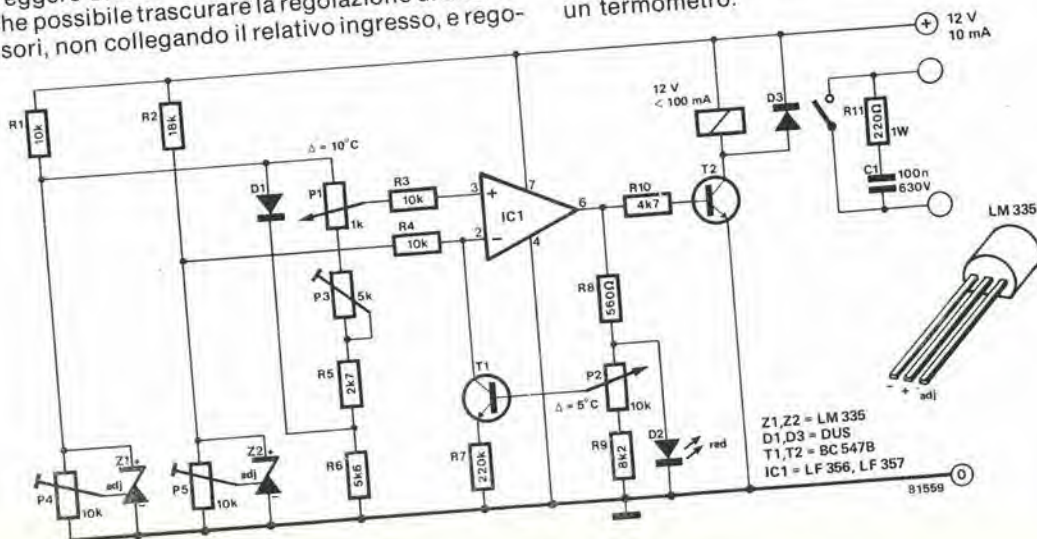 he possibile trascurare la regolazione di
sori, non collegando il relativo ingresso, e rego-
un termometro.
+
12 V
10 mA
R1
10k
R2
18k
Δ = 10°C
D1
P1
1k
R3
10k
R4
10k
3
+
2
−
7
IC1
6
4
12 V
< 100 mA
D3
R10
4k7
T2
R11
220Ω
1W
C1
100n
630V
LM 335
− + adj
P3
5k
R5
2k7
R6
5k6
T1
R7
220k
R8
560Ω
P2
10k
Δ = 5°C
R9
8k2
D2
red
P4
10k
Z1
+
adj
−
P5
10k
Z2
+
adj
−
Z1,Z2 = LM 335
D1,D3 = DUS
T1,T2 = BC 547B
IC1 = LF 356, LF 357
81559
0